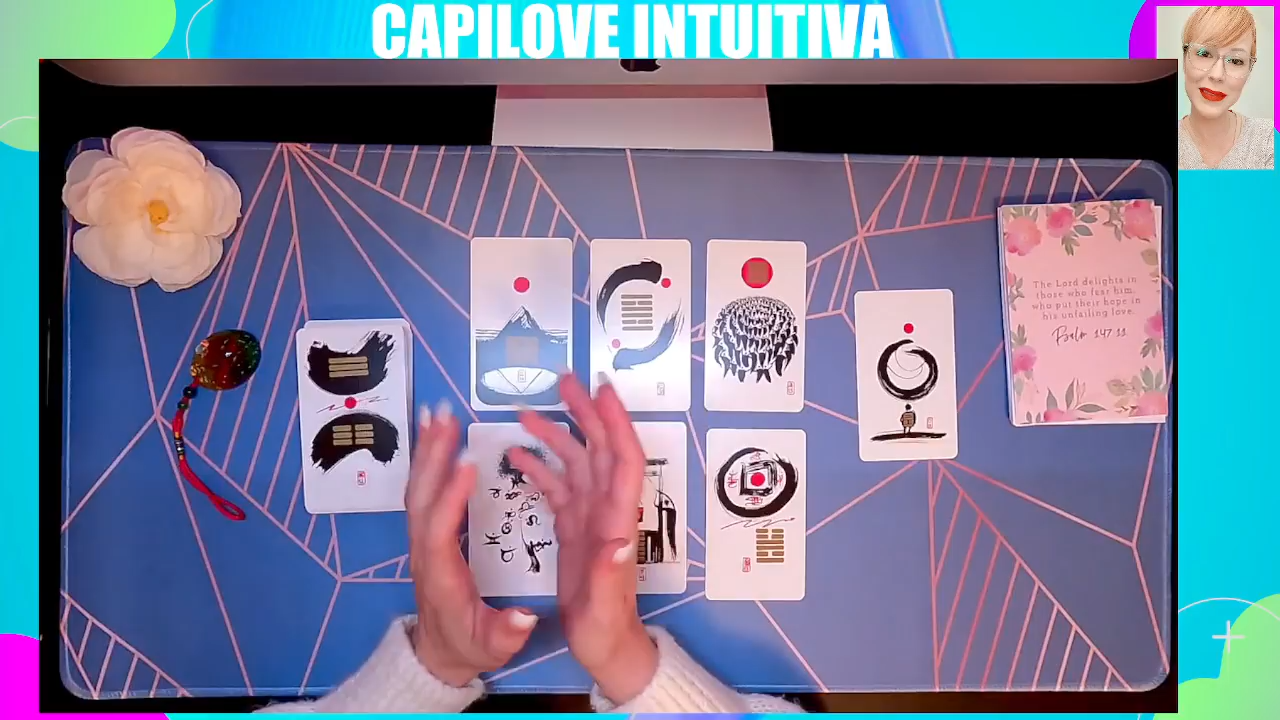 CAPILOVE INTUITIVA
The Lord delights in
those who fear him,
who put their hope in
his unfailing love.
Psalm 147:11